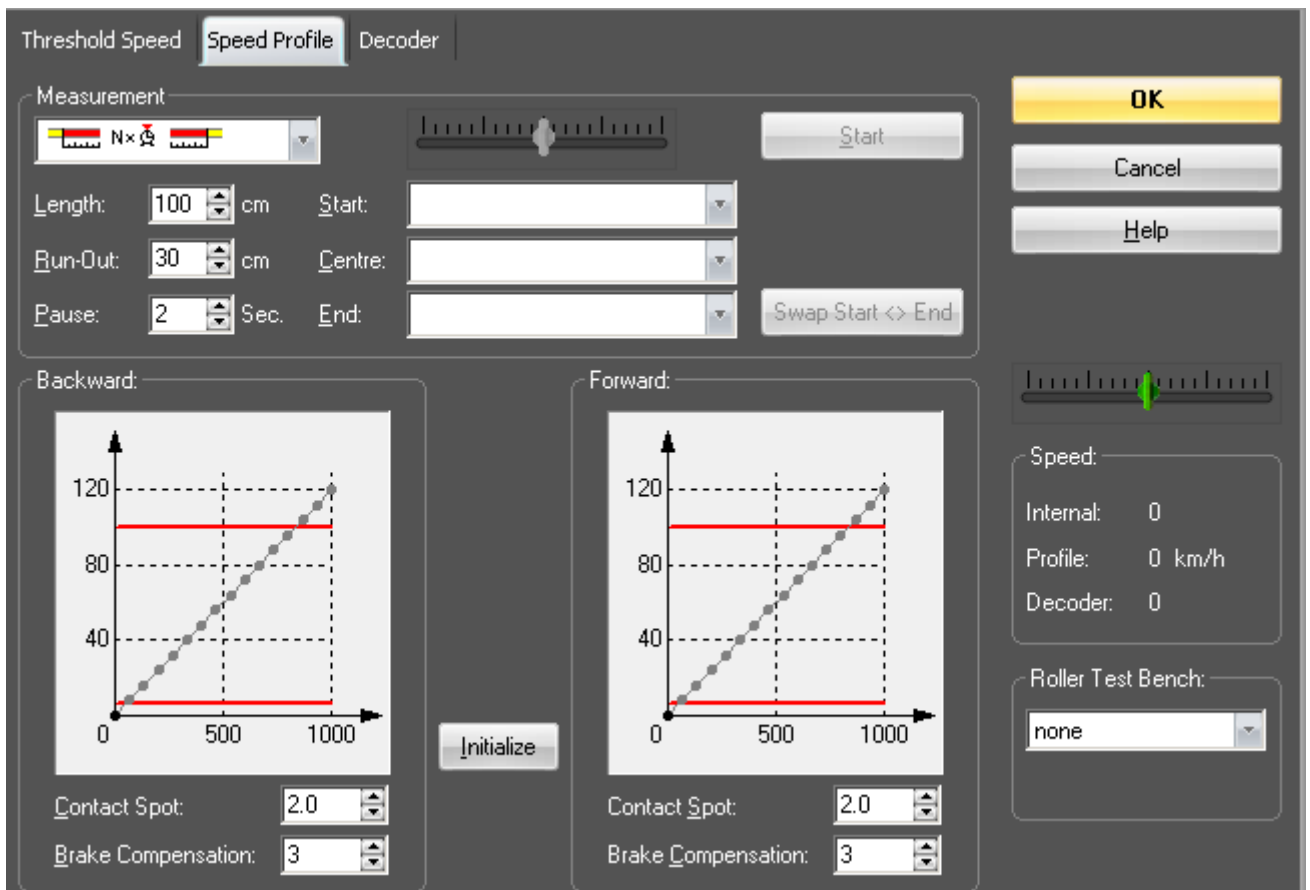 Threshold Speed Speed Profile Decoder
Measurement
N×
Start
Length: 100 cm Start:
Run-Out: 30 cm Centre:
Pause: 2 Sec. End:
Swap Start <> End
OK
Cancel
Help
Backward:
120
80
40
0 500 1000
Contact Spot: 2.0
Brake Compensation: 3
Initialize
Forward:
120
80
40
0 500 1000
Contact Spot: 2.0
Brake Compensation: 3
Speed:
Internal: 0
Profile: 0 km/h
Decoder: 0
Roller Test Bench:
none